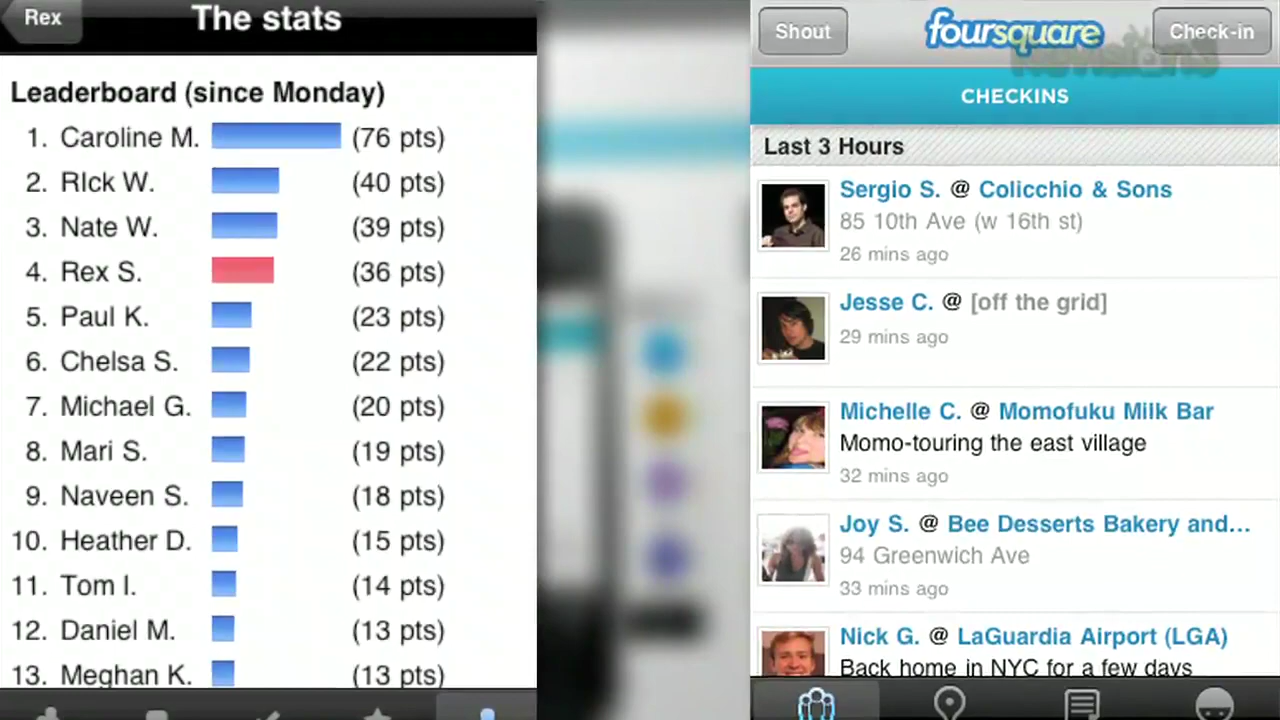 Rex
The stats
Leaderboard (since Monday)
1. Caroline M. (76 pts)
2. RIck W. (40 pts)
3. Nate W. (39 pts)
4. Rex S. (36 pts)
5. Paul K. (23 pts)
6. Chelsa S. (22 pts)
7. Michael G. (20 pts)
8. Mari S. (19 pts)
9. Naveen S. (18 pts)
10. Heather D. (15 pts)
11. Tom I. (14 pts)
12. Daniel M. (13 pts)
13. Meghan K. (13 pts)
Shout
foursquare
Check-in
CHECKINS
Last 3 Hours
Sergio S. @ Colicchio & Sons
85 10th Ave (w 16th st)
26 mins ago
Jesse C. @ [off the grid]
29 mins ago
Michelle C. @ Momofuku Milk Bar
Momo-touring the east village
32 mins ago
Joy S. @ Bee Desserts Bakery and...
94 Greenwich Ave
33 mins ago
Nick G. @ LaGuardia Airport (LGA)
Back home in NYC for a few days